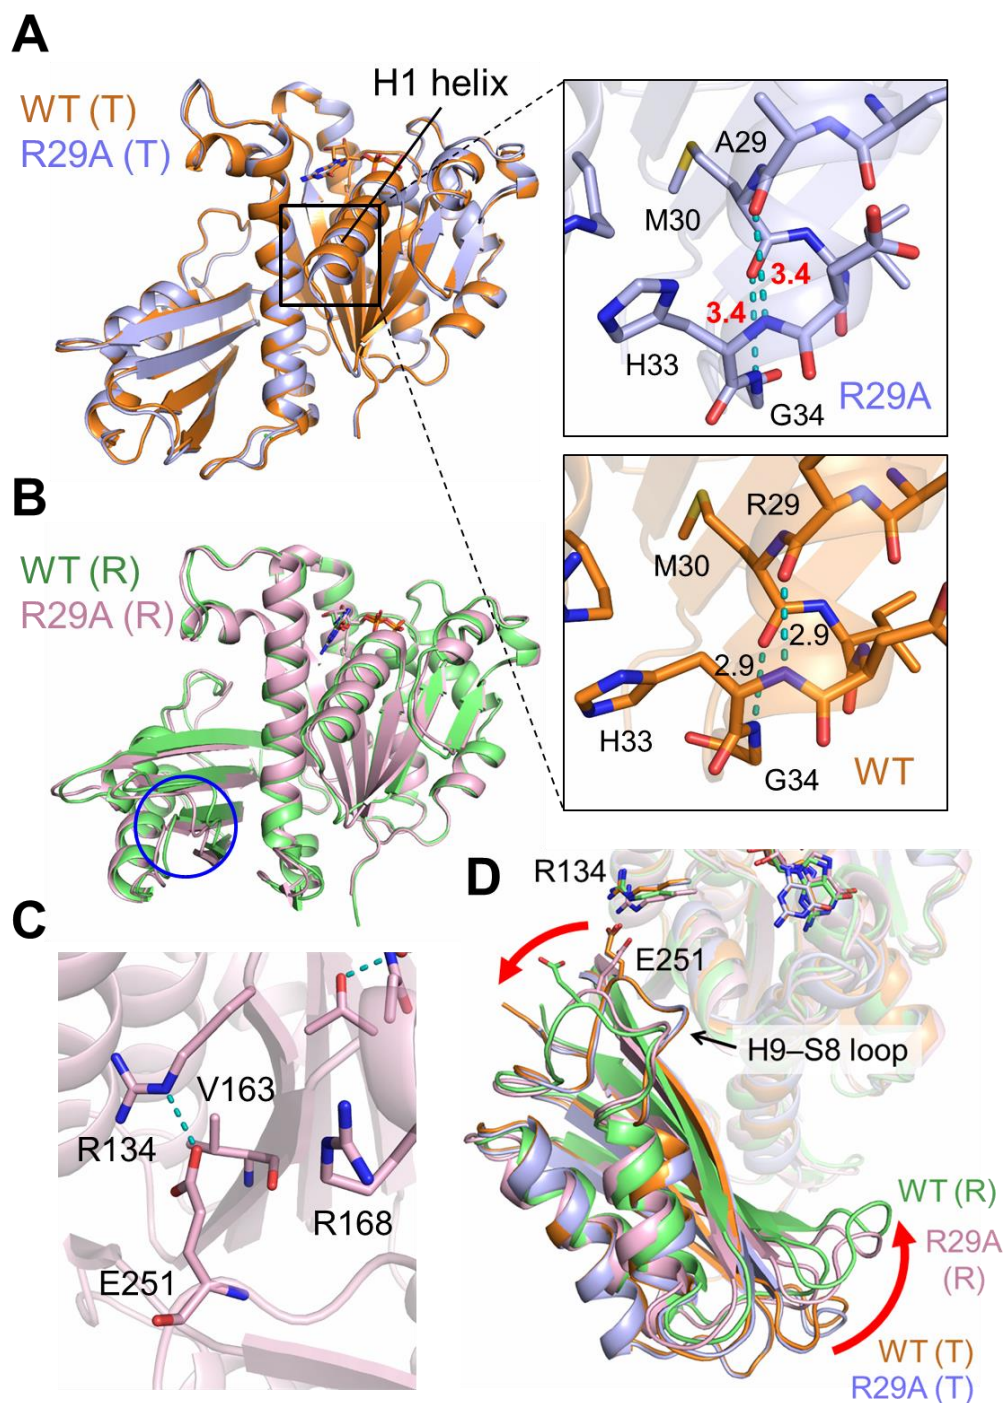 A
WT (T)
R29A (T)
H1 helix
A29
M30
3.4
3.4
H33
G34
R29A
B
WT (R)
R29A (R)
R29
M30
2.9
2.9
H33
G34
WT
C
V163
R134
R168
E251
D
R134
E251
H9–S8 loop
WT (R)
R29A
(R)
WT (T)
R29A (T)